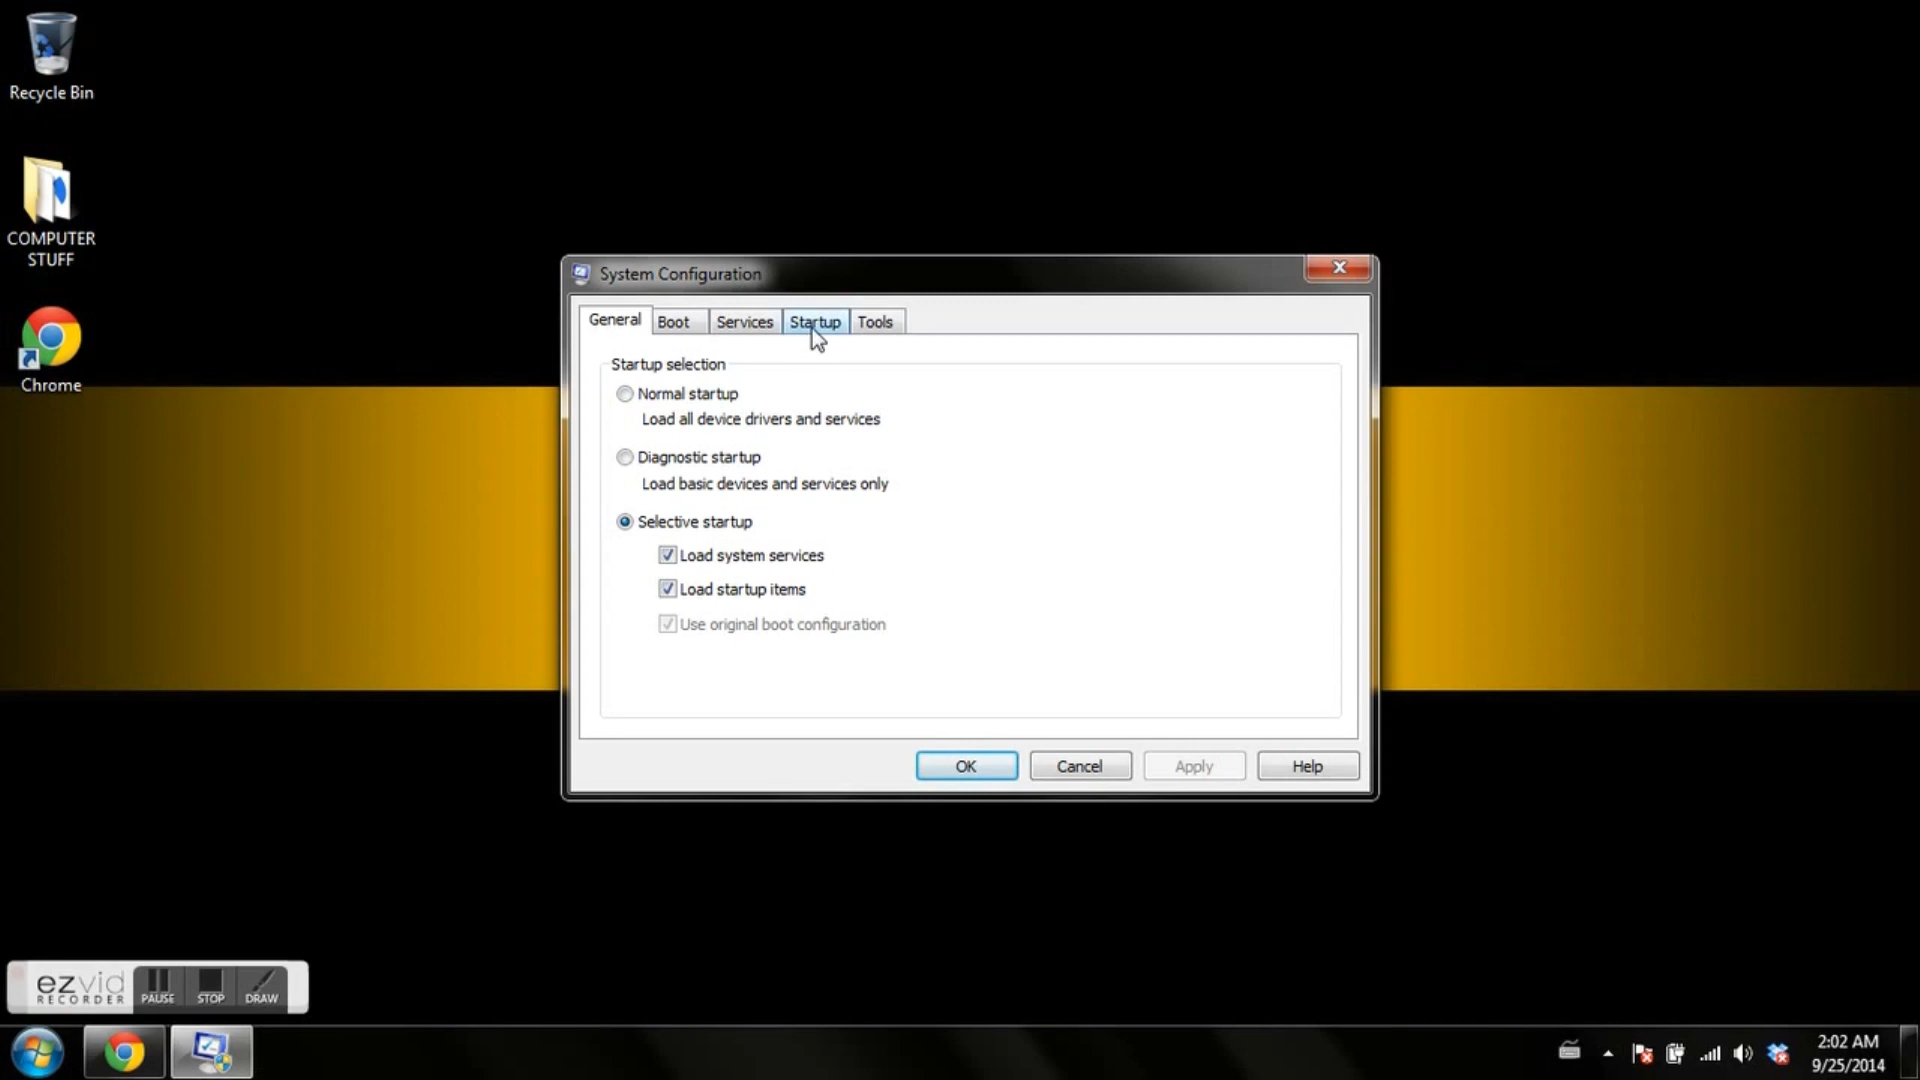 Recycle Bin
COMPUTER
STUFF
Chrome
System Configuration
General Boot Services Startup Tools
Startup selection
Normal startup
Load all device drivers and services
Diagnostic startup
Load basic devices and services only
Selective startup
Load system services
Load startup items
Use original boot configuration
OK Cancel Apply Help
ezvid
RECORDER
PAUSE STOP DRAW
2:02 AM
9/25/2014